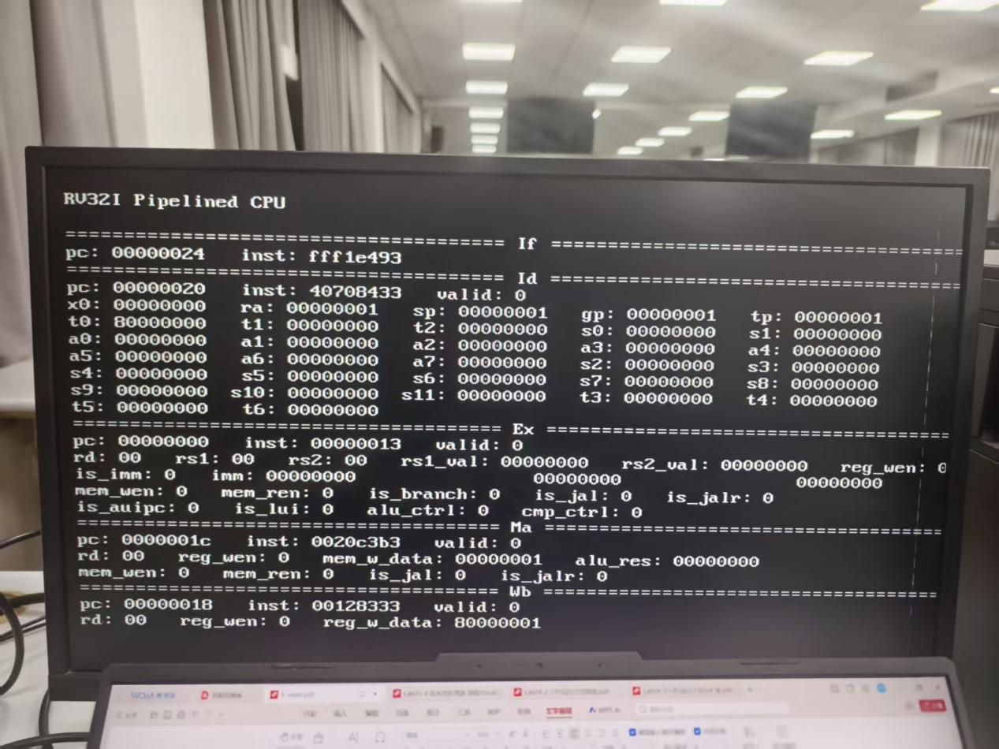 RV32I Pipelined CPU
====================================== If ===================================
pc: 00000024 inst: fff1e493
====================================== Id ===================================
pc: 00000020 inst: 40708433 valid: 0
x0: 00000000 ra: 00000001 sp: 00000001 gp: 00000001 tp: 00000001
t0: 80000000 t1: 00000000 t2: 00000000 s0: 00000000 s1: 00000000
a0: 00000000 a1: 00000000 a2: 00000000 a3: 00000000 a4: 00000000
a5: 00000000 a6: 00000000 a7: 00000000 s2: 00000000 s3: 00000000
s4: 00000000 s5: 00000000 s6: 00000000 s7: 00000000 s8: 00000000
s9: 00000000 s10: 00000000 s11: 00000000 t3: 00000000 t4: 00000000
t5: 00000000 t6: 00000000
====================================== Ex ===================================
pc: 00000000 inst: 00000013 valid: 0
rd: 00 rs1: 00 rs2: 00 rs1_val: 00000000 rs2_val: 00000000 reg_wen: 0
is_imm: 0 imm: 00000000 00000000 00000000
mem_wen: 0 mem_ren: 0 is_branch: 0 is_jal: 0 is_jalr: 0
is_auipc: 0 is_lui: 0 alu_ctrl: 0 cmp_ctrl: 0
====================================== Ma ===================================
pc: 0000001c inst: 0020c3b3 valid: 0
rd: 00 reg_wen: 0 mem_w_data: 00000001 alu_res: 00000000
mem_wen: 0 mem_ren: 0 is_jal: 0 is_jalr: 0
====================================== Wb ===================================
pc: 00000018 inst: 00128333 valid: 0
rd: 00 reg_wen: 0 reg_w_data: 80000001